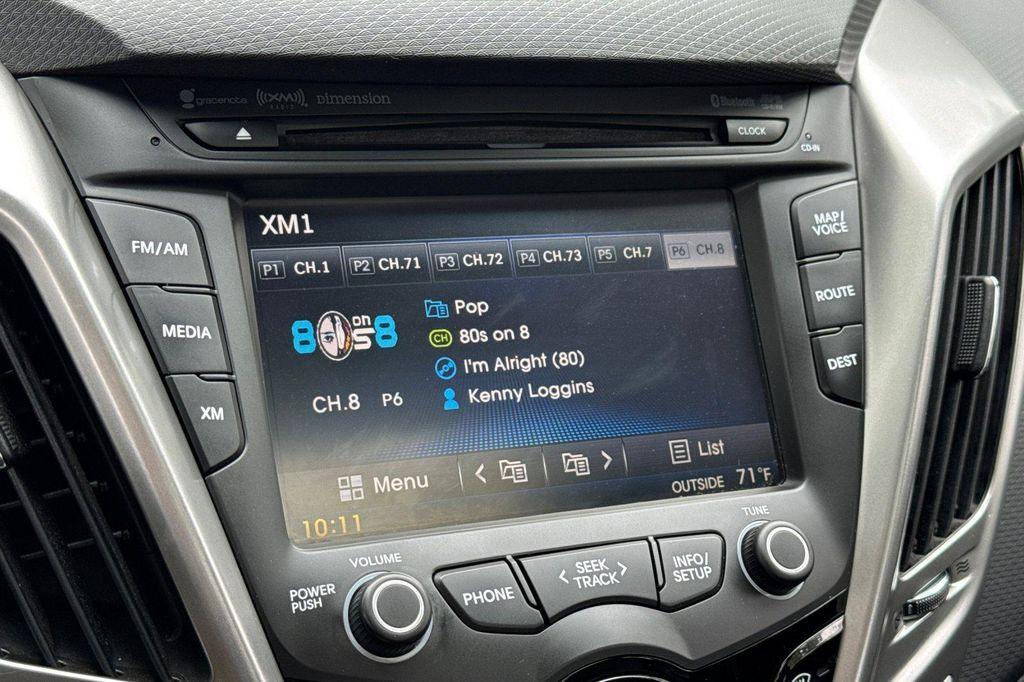 gracenote XM RADIO Dimension Bluetooth
CLOCK
CD-IN
FM/AM
MEDIA
XM
XM1
P1 CH.1 P2 CH.71 P3 CH.72 P4 CH.73 P5 CH.7 P6 CH.8
80s on 8
Pop
CH 80s on 8
I'm Alright (80)
Kenny Loggins
CH.8 P6
Menu < > List
10:11
OUTSIDE 71°F
MAP/
VOICE
ROUTE
DEST
VOLUME
POWER
PUSH
PHONE
< SEEK >
TRACK
INFO/
SETUP
TUNE